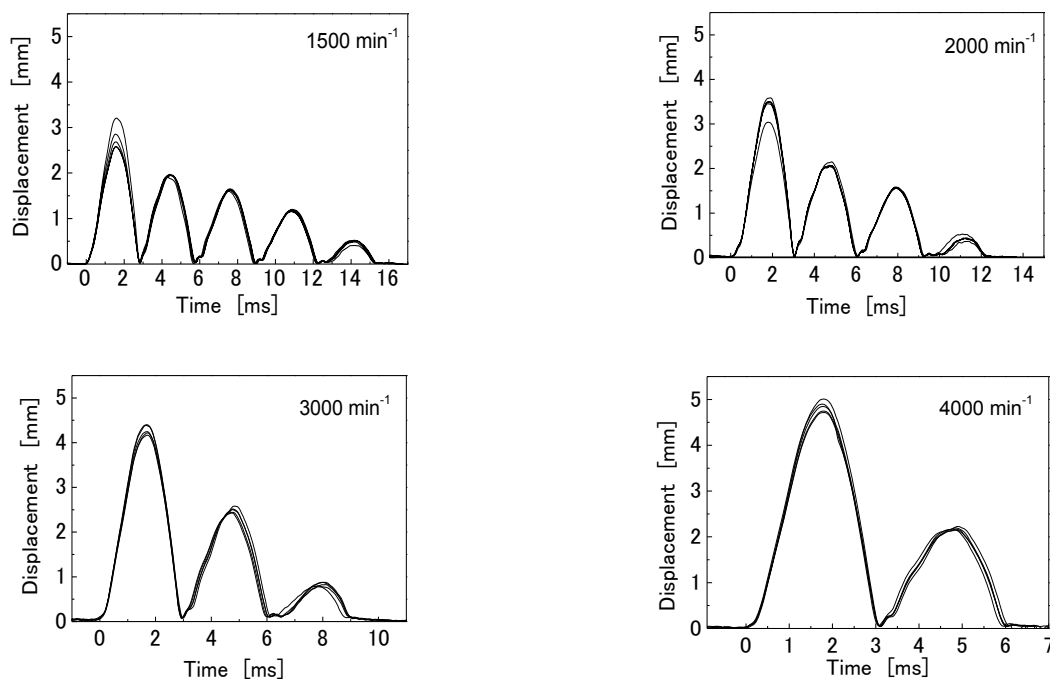 1500 min-1
5
4
3
2
1
0
Displacement [mm]
0 2 4 6 8 10 12 14 16
Time [ms]
2000 min-1
5
4
3
2
1
0
Displacement [mm]
0 2 4 6 8 10 12 14
Time [ms]
3000 min-1
5
4
3
2
1
0
Displacement [mm]
0 2 4 6 8 10
Time [ms]
4000 min-1
5
4
3
2
1
0
Displacement [mm]
0 1 2 3 4 5 6 7
Time [ms]